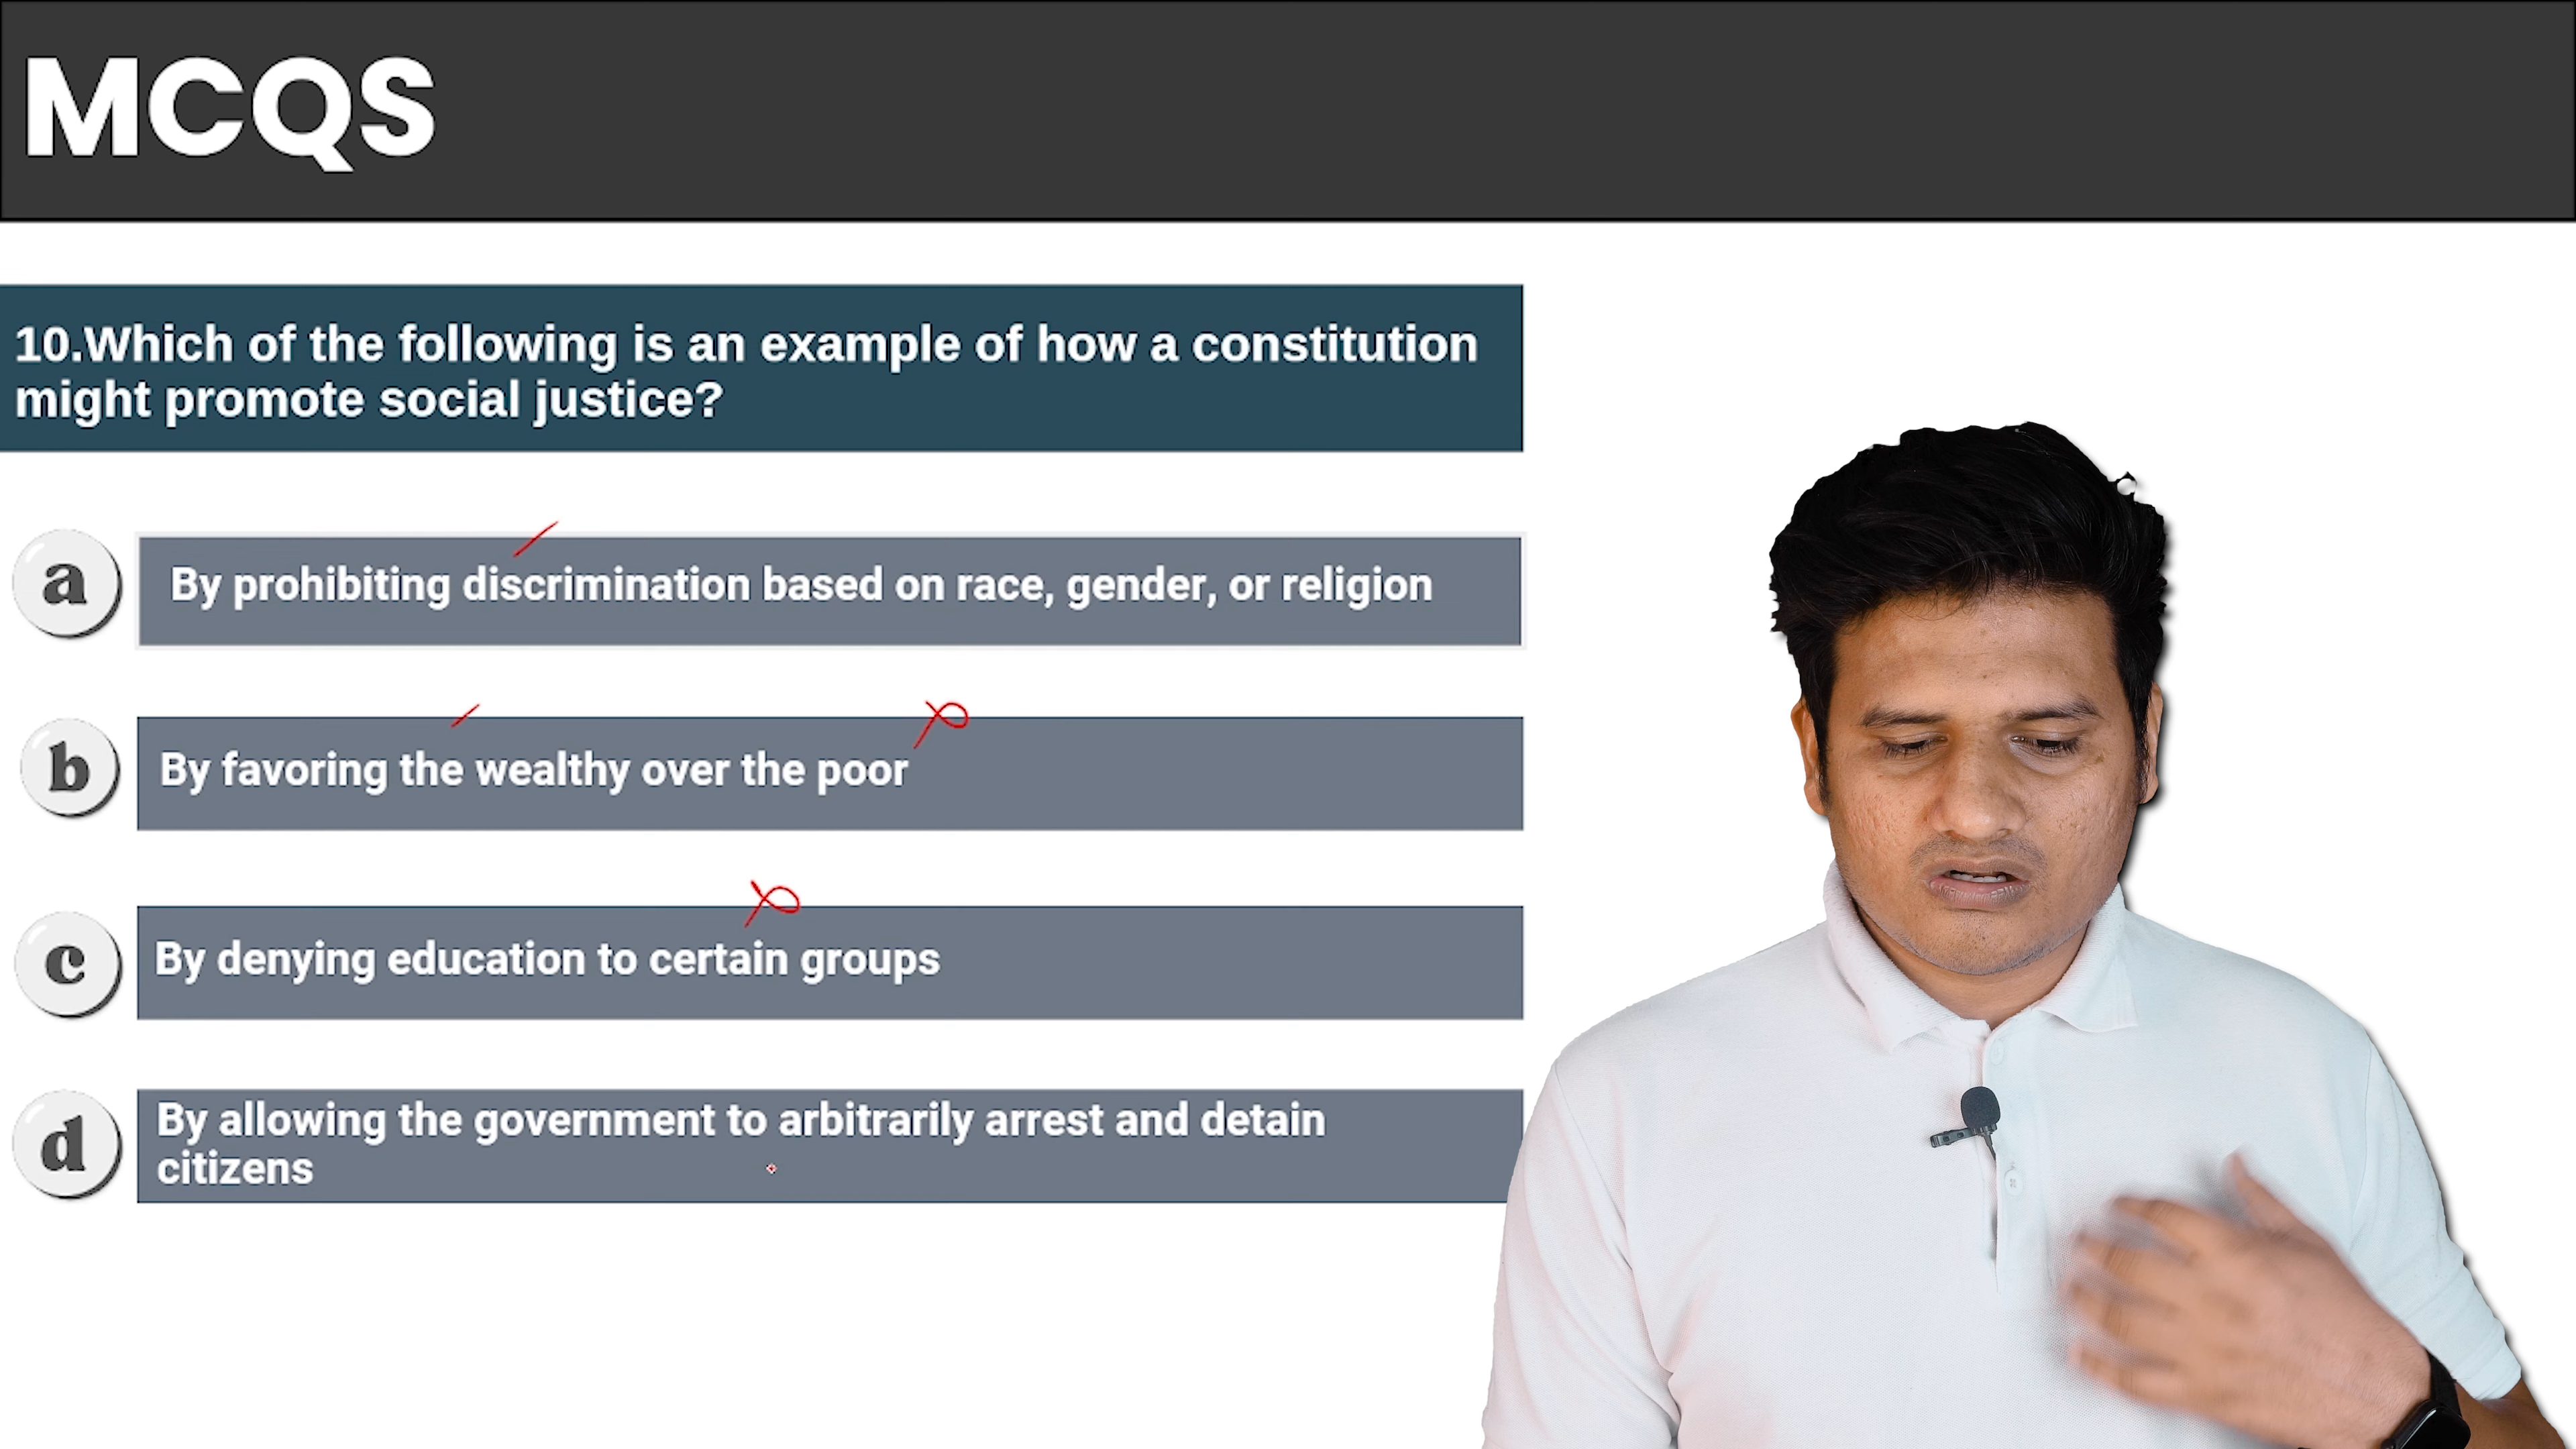 MCQS
10.Which of the following is an example of how a constitution
might promote social justice?
a
By prohibiting discrimination based on race, gender, or religion
b
By favoring the wealthy over the poor
c
By denying education to certain groups
d
By allowing the government to arbitrarily arrest and detain
citizens